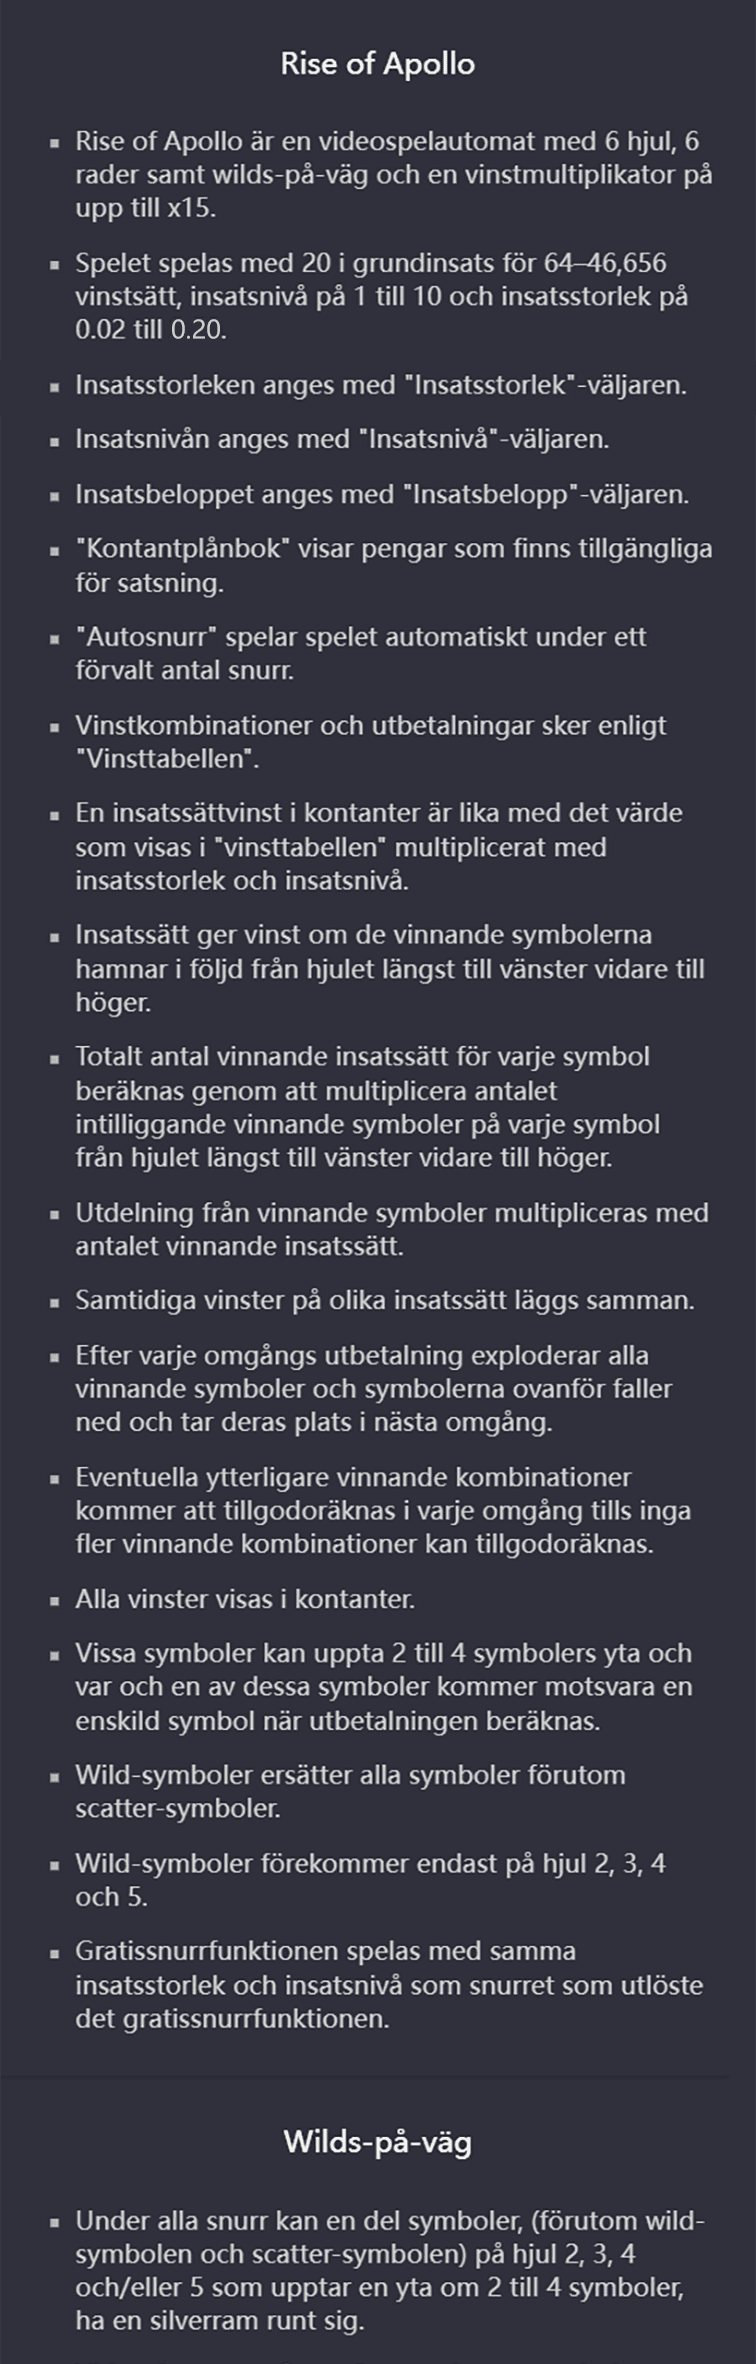 Rise of Apollo
▪ Rise of Apollo är en videospelautomat med 6 hjul, 6
rader samt wilds-på-väg och en vinstmultiplikator på
upp till x15.
▪ Spelet spelas med 20 i grundinsats för 64–46,656
vinstsätt, insatsnivå på 1 till 10 och insatsstorlek på
0.02 till 0.20.
▪ Insatsstorleken anges med "Insatsstorlek"-väljaren.
▪ Insatsnivån anges med "Insatsnivå"-väljaren.
▪ Insatsbeloppet anges med "Insatsbelopp"-väljaren.
▪ "Kontantplånbok" visar pengar som finns tillgängliga
för satsning.
▪ "Autosnurr" spelar spelet automatiskt under ett
förvalt antal snurr.
▪ Vinstkombinationer och utbetalningar sker enligt
"Vinsttabellen".
▪ En insatssättvinst i kontanter är lika med det värde
som visas i "vinsttabellen" multiplicerat med
insatsstorlek och insatsnivå.
▪ Insatssätt ger vinst om de vinnande symbolerna
hamnar i följd från hjulet längst till vänster vidare till
höger.
▪ Totalt antal vinnande insatssätt för varje symbol
beräknas genom att multiplicera antalet
intilliggande vinnande symboler på varje symbol
från hjulet längst till vänster vidare till höger.
▪ Utdelning från vinnande symboler multipliceras med
antalet vinnande insatssätt.
▪ Samtidiga vinster på olika insatssätt läggs samman.
▪ Efter varje omgångs utbetalning exploderar alla
vinnande symboler och symbolerna ovanför faller
ned och tar deras plats i nästa omgång.
▪ Eventuella ytterligare vinnande kombinationer
kommer att tillgodoräknas i varje omgång tills inga
fler vinnande kombinationer kan tillgodoräknas.
▪ Alla vinster visas i kontanter.
▪ Vissa symboler kan uppta 2 till 4 symbolers yta och
var och en av dessa symboler kommer motsvara en
enskild symbol när utbetalningen beräknas.
▪ Wild-symboler ersätter alla symboler förutom
scatter-symboler.
▪ Wild-symboler förekommer endast på hjul 2, 3, 4
och 5.
▪ Gratissnurrfunktionen spelas med samma
insatsstorlek och insatsnivå som snurret som utlöste
det gratissnurrfunktionen.
Wilds-på-väg
▪ Under alla snurr kan en del symboler, (förutom wild-
symbolen och scatter-symbolen) på hjul 2, 3, 4
och/eller 5 som upptar en yta om 2 till 4 symboler,
ha en silverram runt sig.